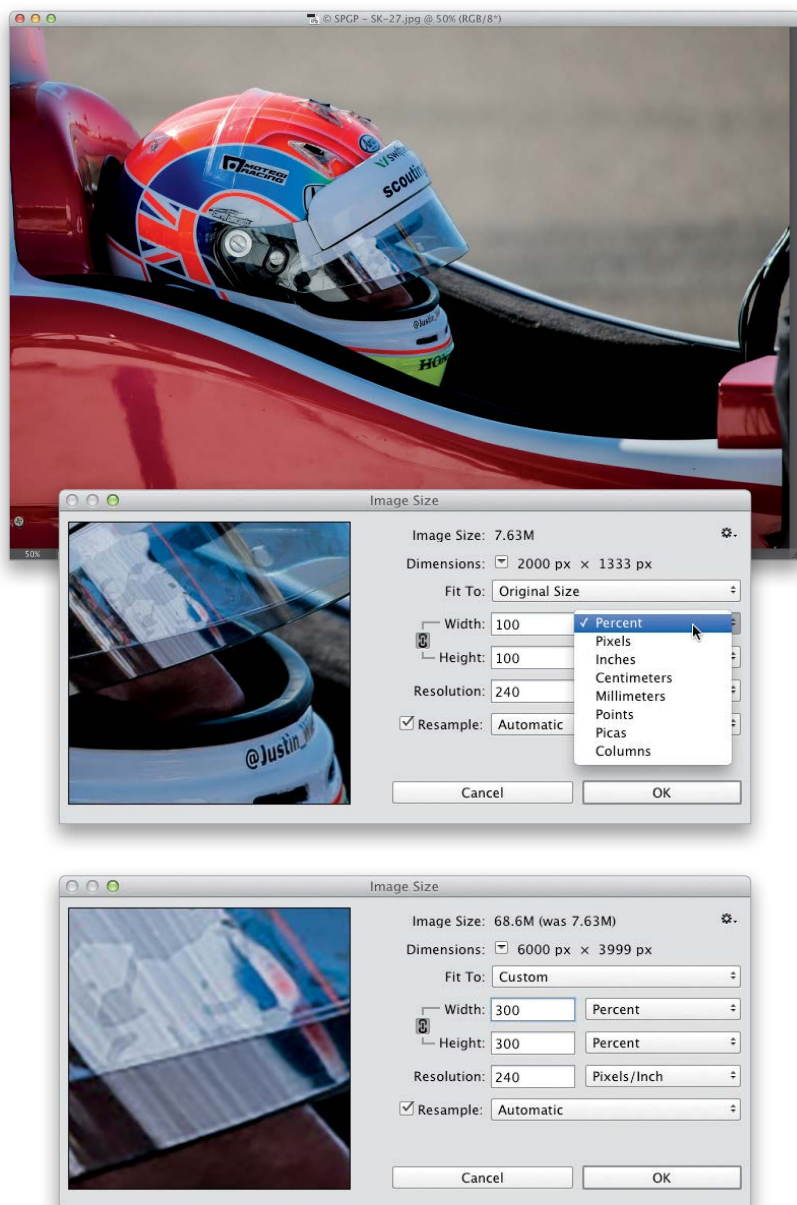 © SPGP – SK-27.jpg @ 50% (RGB/8*)
Arai
MOTEGI
RACING
swift
scouting
@Justin_Wi
HON
50%
Image Size
Image Size: 7.63M
Dimensions: 2000 px × 1333 px
Fit To: Original Size
Width: 100
✓ Percent
Pixels
Height: 100
Inches
Centimeters
Resolution: 240
Millimeters
Points
Resample: Automatic
Picas
Columns
@Justin_Wi
Cancel OK
Image Size
Image Size: 68.6M (was 7.63M)
Dimensions: 6000 px × 3999 px
Fit To: Custom
Width: 300 Percent
Height: 300 Percent
Resolution: 240 Pixels/Inch
Resample: Automatic
Cancel OK